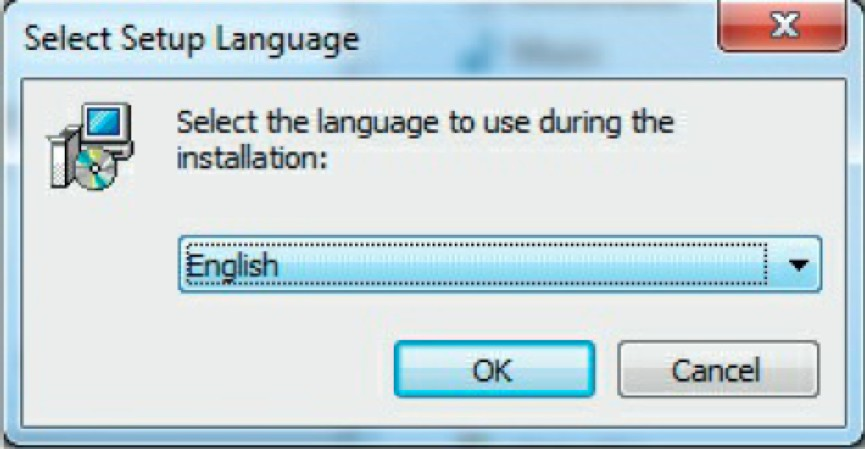 Select Setup Language
Select the language to use during the
installation:
English
OK
Cancel